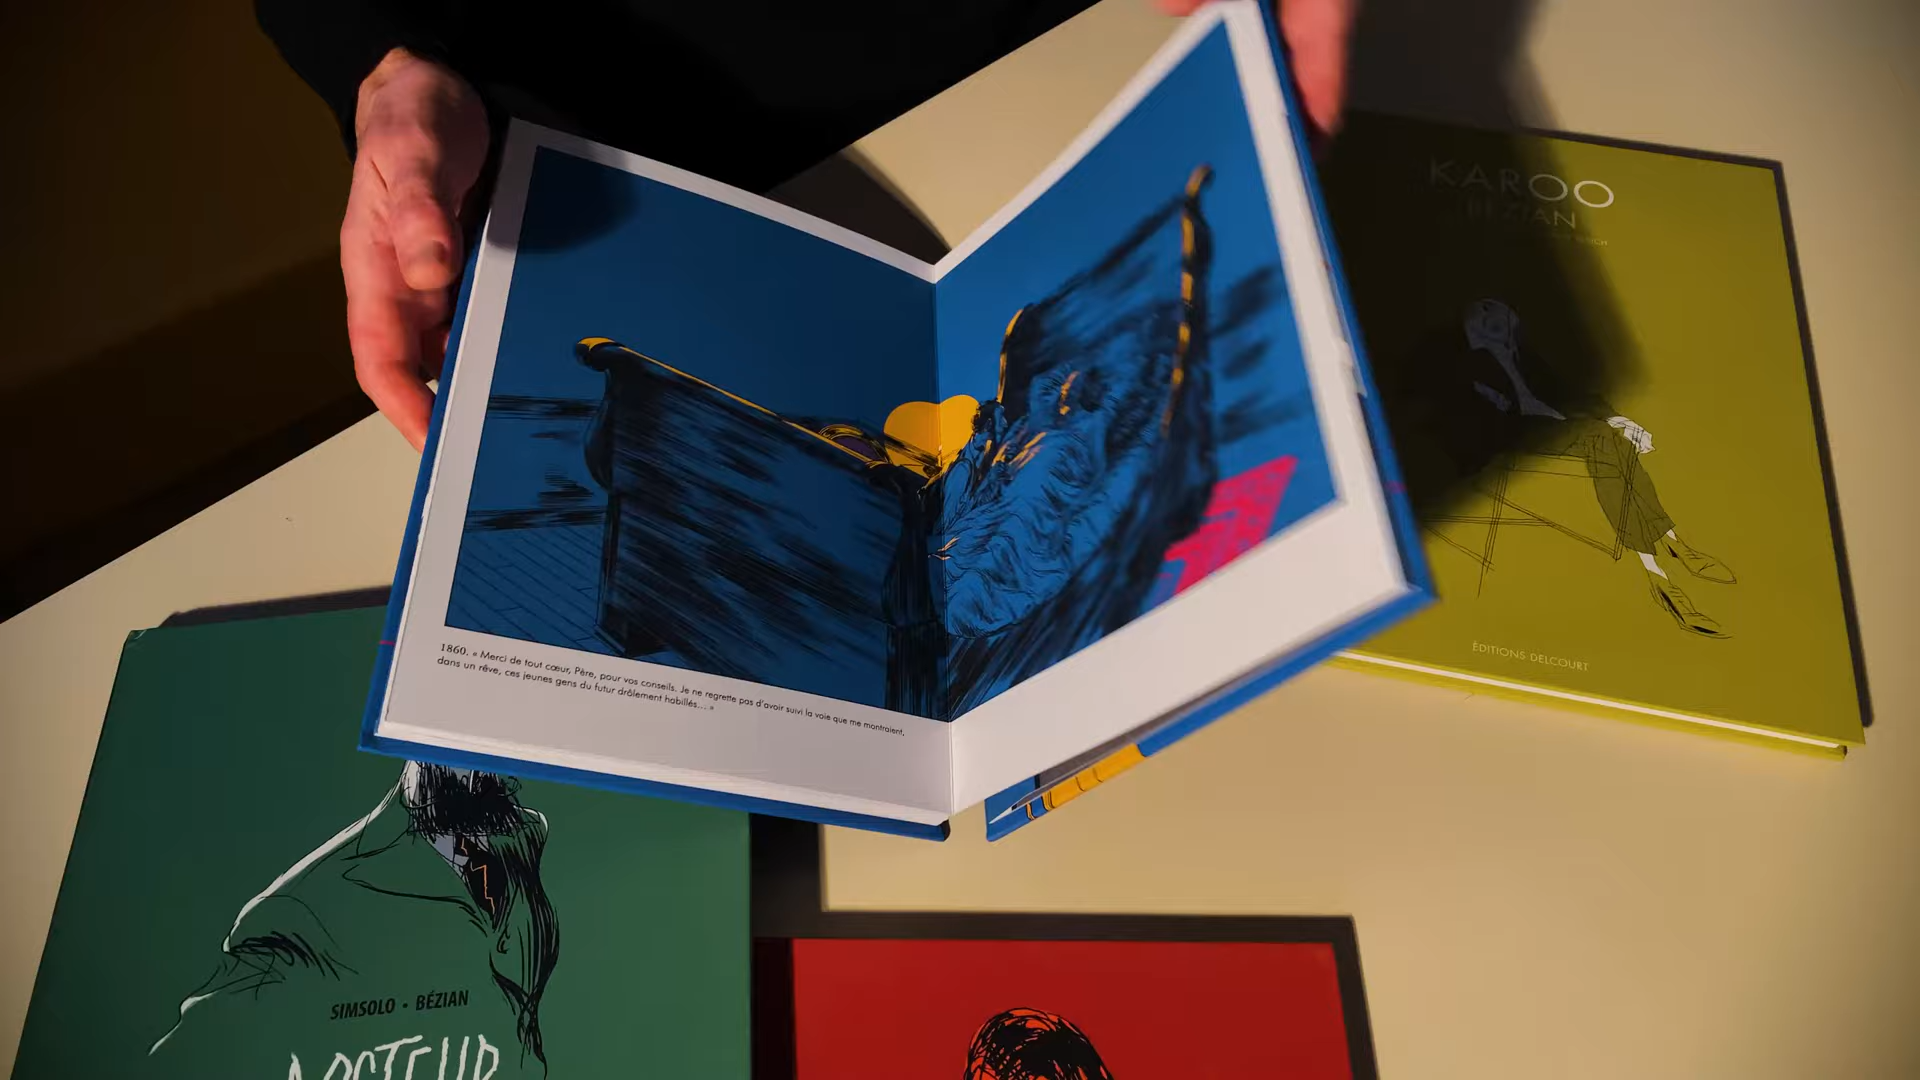 KAROO
BÉZIAN
1860. « Merci de tout cœur, Père, pour vos conseils. Je ne regrette pas d'avoir suivi la voie que me montraient,
dans un rêve, ces jeunes gens du futur drôlement habillés… »
ÉDITIONS DELCOURT
SIMSOLO • BÉZIAN
DOCTEUR